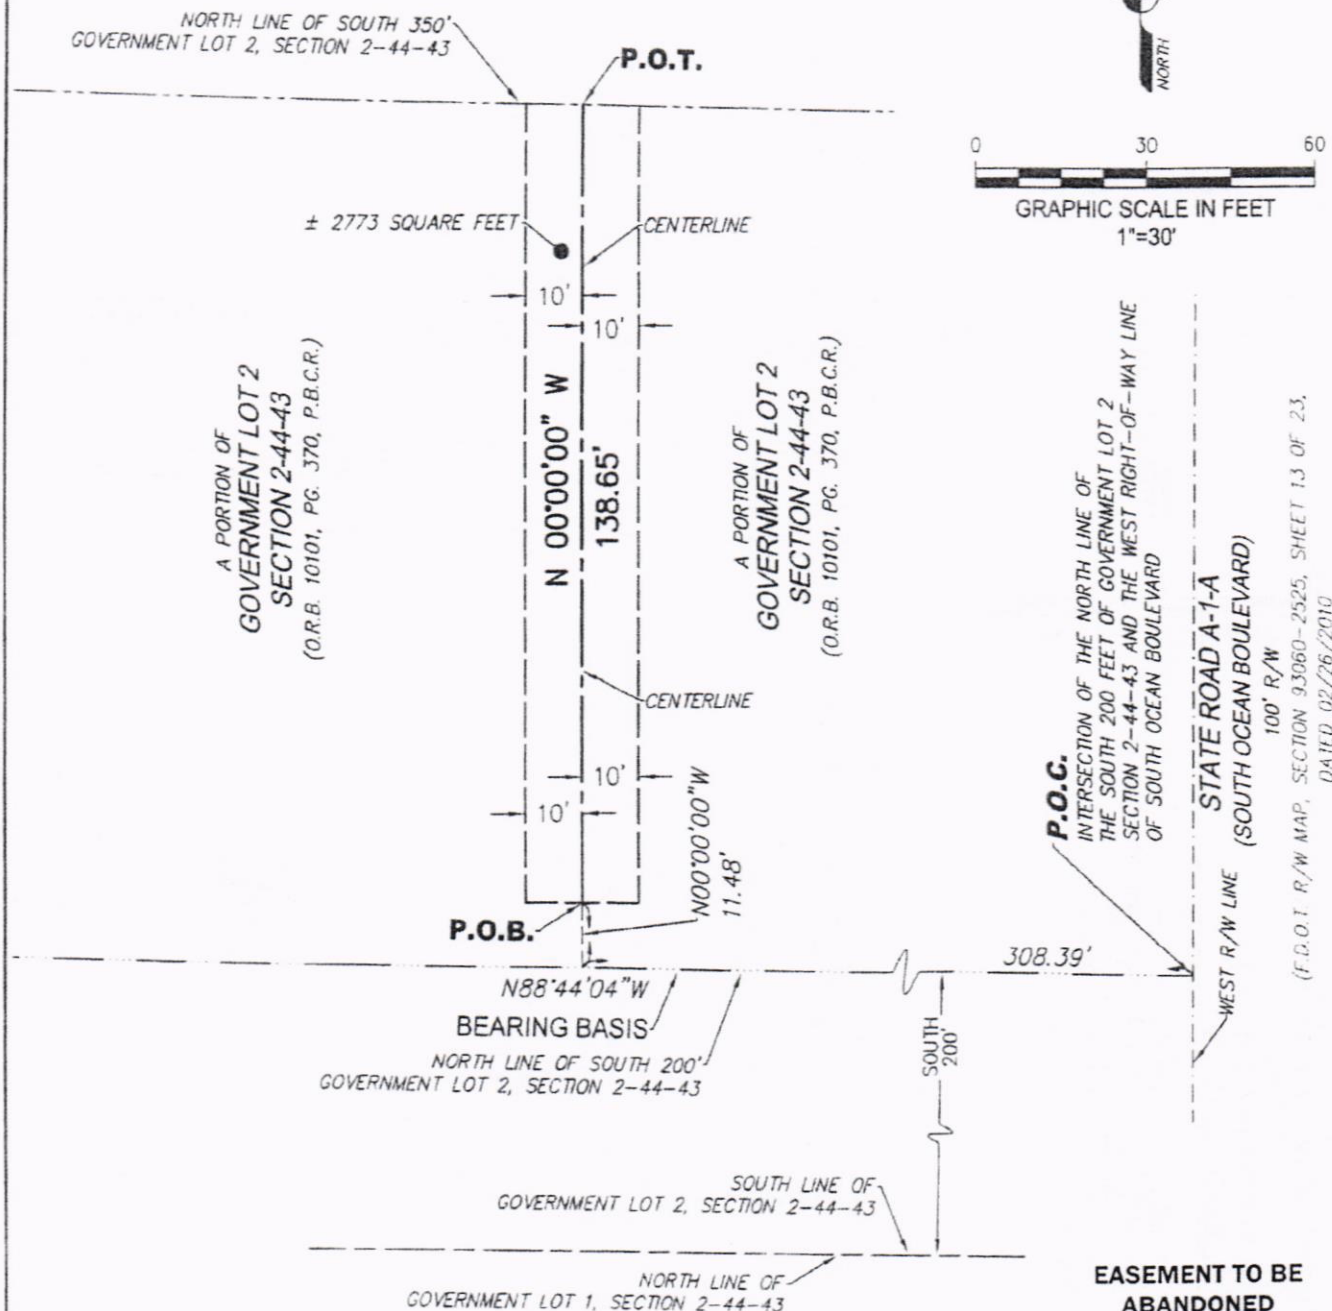 NORTH LINE OF SOUTH 350'
GOVERNMENT LOT 2, SECTION 2-44-43
P.O.T.
NORTH
0 30 60
GRAPHIC SCALE IN FEET
1"=30'
± 2773 SQUARE FEET
CENTERLINE
10'
10'
A PORTION OF
GOVERNMENT LOT 2
SECTION 2-44-43
(O.R.B. 10101, PG. 370, P.B.C.R.)
N 00°00'00" W
138.65'
A PORTION OF
GOVERNMENT LOT 2
SECTION 2-44-43
(O.R.B. 10101, PG. 370, P.B.C.R.)
CENTERLINE
10'
10'
N00°00'00"W
11.48'
P.O.B.
P.O.C.
INTERSECTION OF THE NORTH LINE OF
THE SOUTH 200 FEET OF GOVERNMENT LOT 2
SECTION 2-44-43 AND THE WEST RIGHT-OF-WAY LINE
OF SOUTH OCEAN BOULEVARD
STATE ROAD A-1-A
(SOUTH OCEAN BOULEVARD)
100' R/W
(F.D.O.T. R/W MAP, SECTION 93060-2525, SHEET 13 OF 23,
DATED 02/26/2010
WEST R/W LINE
308.39'
N88°44'04"W
BEARING BASIS
NORTH LINE OF SOUTH 200'
GOVERNMENT LOT 2, SECTION 2-44-43
SOUTH
200'
SOUTH LINE OF
GOVERNMENT LOT 2, SECTION 2-44-43
NORTH LINE OF
GOVERNMENT LOT 1, SECTION 2-44-43
EASEMENT TO BE
ABANDONED